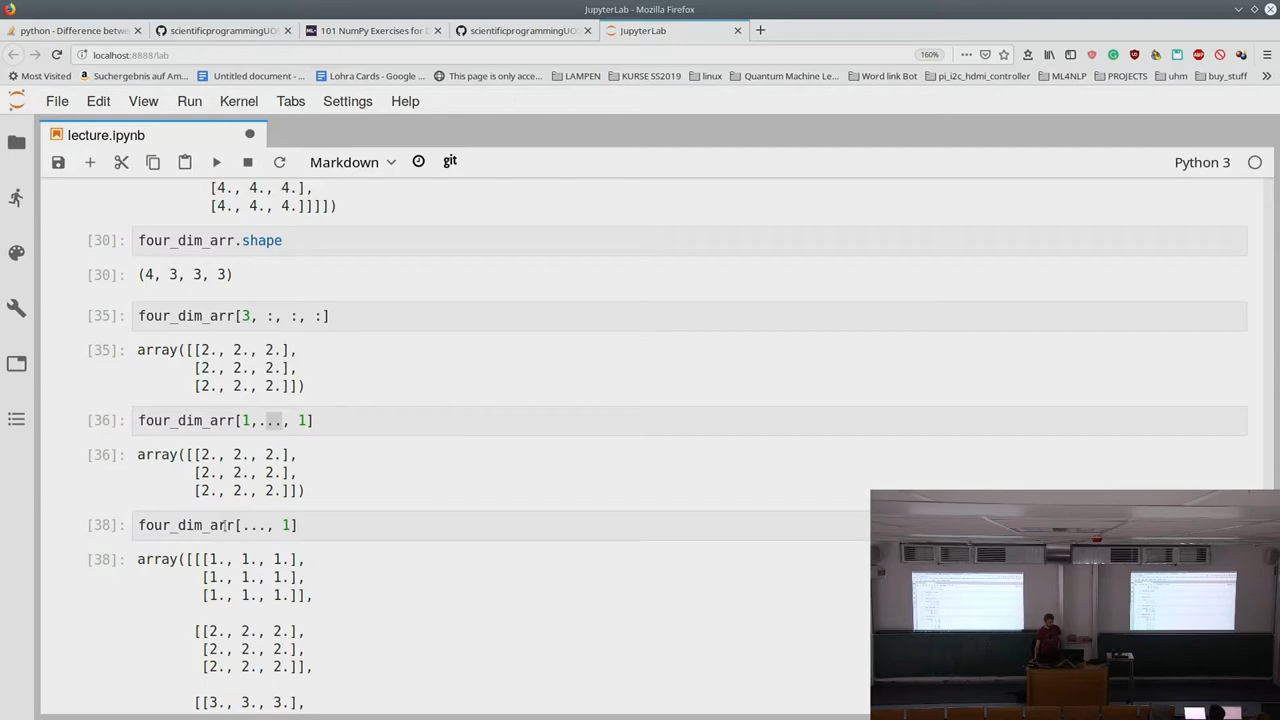 JupyterLab - Mozilla Firefox
python - Difference betwe
scientificprogrammingUO
101 NumPy Exercises for D
scientificprogrammingUO
JupyterLab
localhost:8888/lab
160%
Most Visited
Suchergebnis auf Am...
Untitled document - ...
Lohra Cards - Google ...
This page is only acce...
LAMPEN
KURSE SS2019
linux
Quantum Machine Le...
Word link Bot
pi_i2c_hdmi_controller
ML4NLP
PROJECTS
uhm
buy_stuff
File Edit View Run Kernel Tabs Settings Help
lecture.ipynb
Markdown
git
Python 3
[4., 4., 4.],
[4., 4., 4.]]]])
[30]: four_dim_arr.shape
[30]: (4, 3, 3, 3)
[35]: four_dim_arr[3, :, :, :]
[35]: array([[2., 2., 2.],
[2., 2., 2.],
[2., 2., 2.]])
[36]: four_dim_arr[1,..., 1]
[36]: array([[2., 2., 2.],
[2., 2., 2.],
[2., 2., 2.]])
[38]: four_dim_arr[..., 1]
[38]: array([[[1., 1., 1.],
[1., 1., 1.],
[1., 1., 1.]],
[[2., 2., 2.],
[2., 2., 2.],
[2., 2., 2.]],
[[3., 3., 3.],